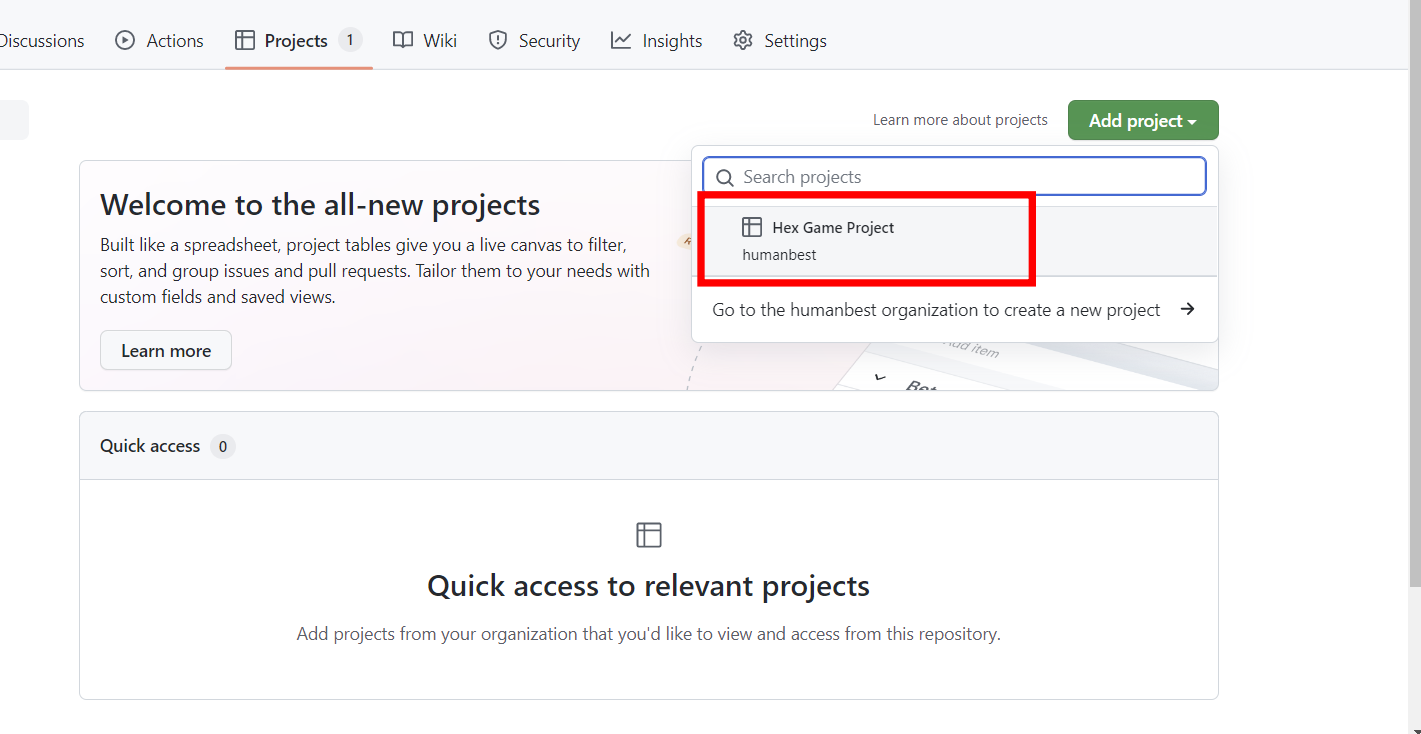 Discussions
Actions
Projects 1
Wiki
Security
Insights
Settings
Learn more about projects
Add project
Search projects
Hex Game Project
humanbest
Go to the humanbest organization to create a new project
Welcome to the all-new projects
Built like a spreadsheet, project tables give you a live canvas to filter,
sort, and group issues and pull requests. Tailor them to your needs with
custom fields and saved views.
Learn more
Quick access 0
Quick access to relevant projects
Add projects from your organization that you'd like to view and access from this repository.